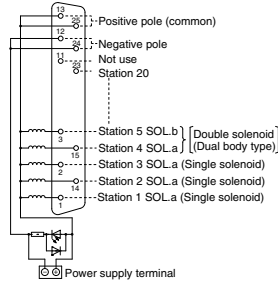 13
25
Positive pole (common)
12
24
Negative pole
11
Not use
23
Station 20
Station 5 SOL.b
3
Double solenoid
(Dual body type)
Station 4 SOL.a
15
Station 3 SOL.a (Single solenoid)
2
Station 2 SOL.a (Single solenoid)
14
Station 1 SOL.a (Single solenoid)
1
Power supply terminal